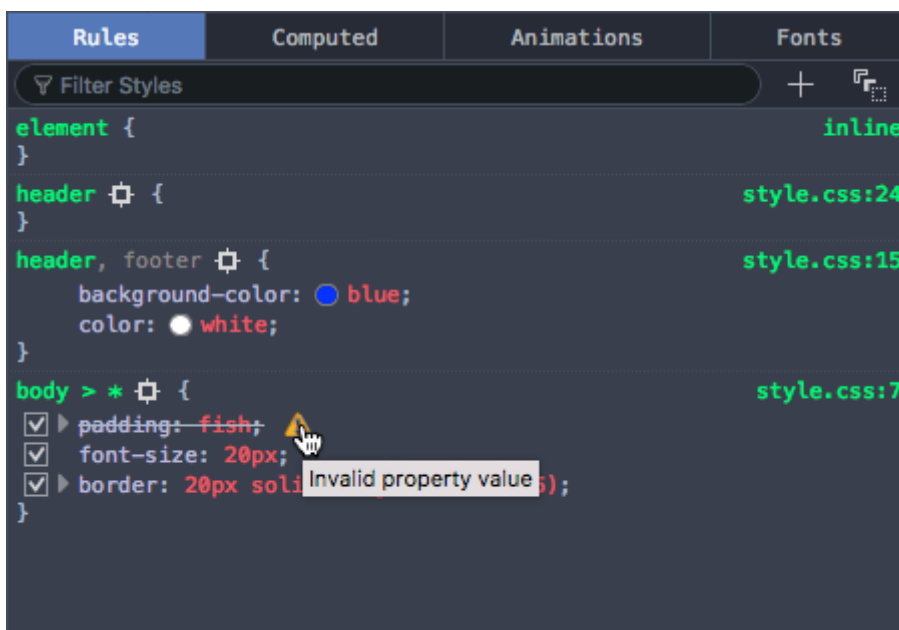 Rules Computed Animations Fonts
Filter Styles
element { inline
}
header { style.css:24
}
header, footer { style.css:15
background-color: blue;
color: white;
}
body > * { style.css:7
padding: fish;
font-size: 20px;
Invalid property value
border: 20px soli );
}